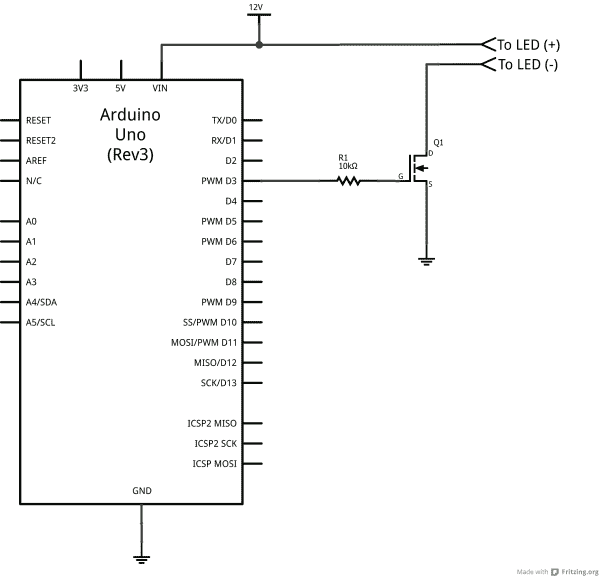 12V
To LED (+)
To LED (-)
3V3
5V
VIN
Arduino
Uno
(Rev3)
RESET
RESET2
AREF
N/C
A0
A1
A2
A3
A4/SDA
A5/SCL
TX/D0
RX/D1
D2
PWM D3
D4
PWM D5
PWM D6
D7
D8
PWM D9
SS/PWM D10
MOSI/PWM D11
MISO/D12
SCK/D13
ICSP2 MISO
ICSP2 SCK
ICSP MOSI
GND
R1
10kΩ
Q1
D
G
S
Made with Fritzing.org